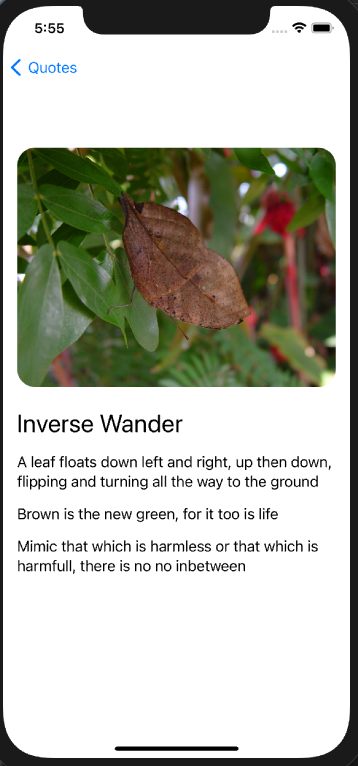 5:55
Quotes
Inverse Wander
A leaf floats down left and right, up then down,
flipping and turning all the way to the ground
Brown is the new green, for it too is life
Mimic that which is harmless or that which is
harmfull, there is no no inbetween